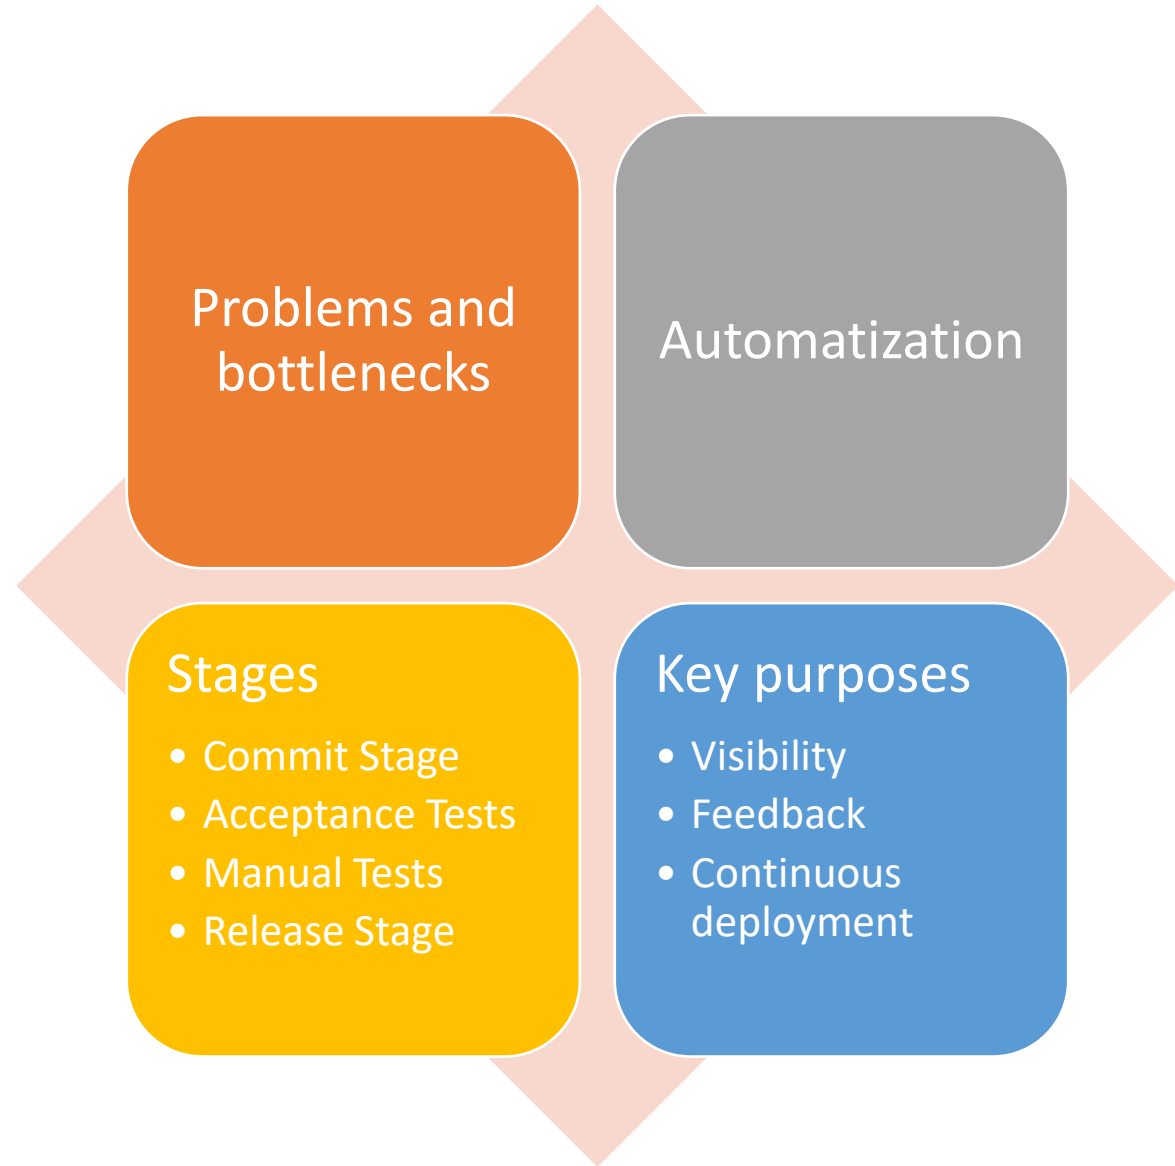 Problems and
bottlenecks
Automatization
Stages
• Commit Stage
• Acceptance Tests
• Manual Tests
• Release Stage
Key purposes
• Visibility
• Feedback
• Continuous
deployment